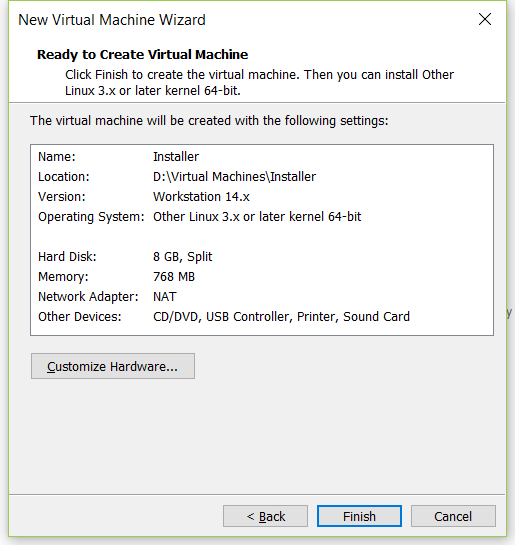 New Virtual Machine Wizard
Ready to Create Virtual Machine
Click Finish to create the virtual machine. Then you can install Other
Linux 3.x or later kernel 64-bit.
The virtual machine will be created with the following settings:
Name: Installer
Location: D:\Virtual Machines\Installer
Version: Workstation 14.x
Operating System: Other Linux 3.x or later kernel 64-bit
Hard Disk: 8 GB, Split
Memory: 768 MB
Network Adapter: NAT
Other Devices: CD/DVD, USB Controller, Printer, Sound Card
y
Customize Hardware...
< Back Finish Cancel